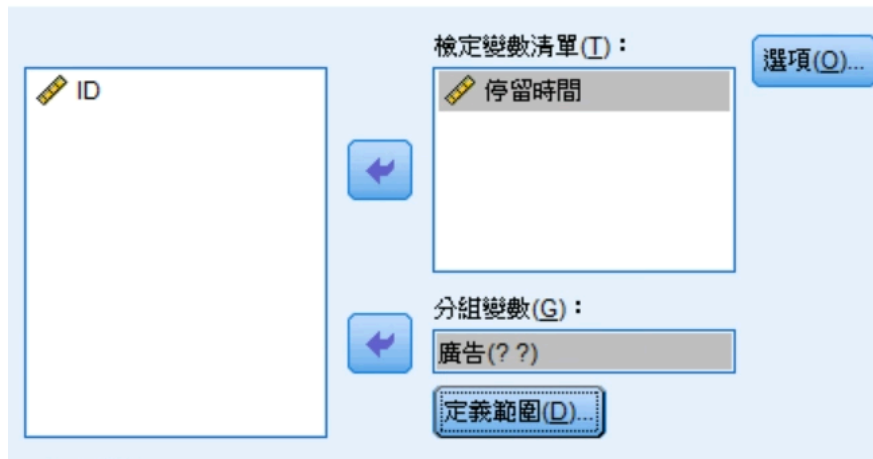 檢定變數清單(T)：
選項(O)...
ID
停留時間
分組變數(G)：
廣告(? ?)
定義範圍(D)...